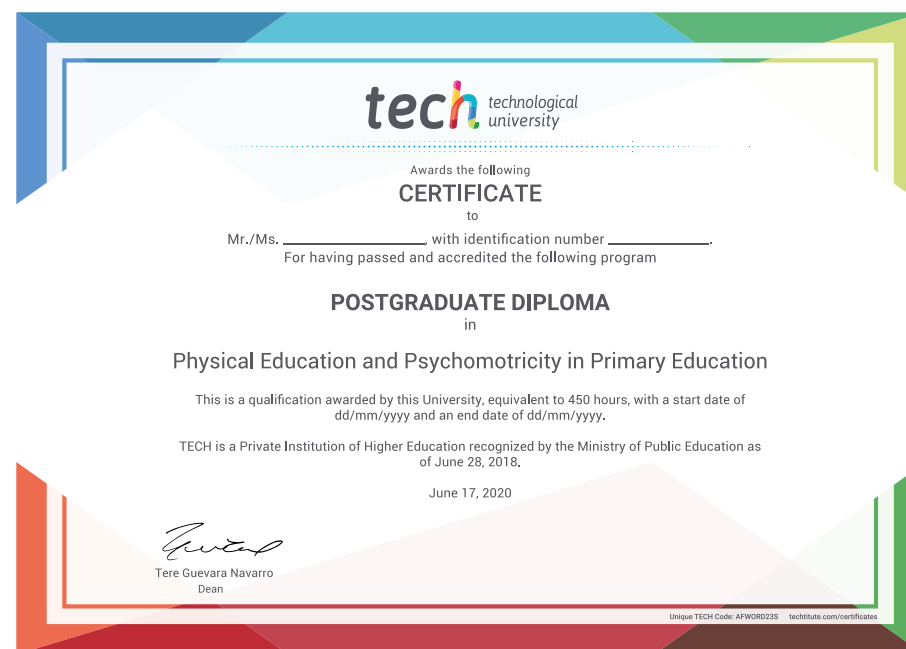 tech technological
university
Awards the following
CERTIFICATE
to
Mr./Ms. ____________________, with identification number ______________.
For having passed and accredited the following program
POSTGRADUATE DIPLOMA
in
Physical Education and Psychomotricity in Primary Education
This is a qualification awarded by this University, equivalent to 450 hours, with a start date of
dd/mm/yyyy and an end date of dd/mm/yyyy.
TECH is a Private Institution of Higher Education recognized by the Ministry of Public Education as
of June 28, 2018.
June 17, 2020
Tere Guevara Navarro
Dean
Unique TECH Code: AFWORD23S techtitute.com/certificates